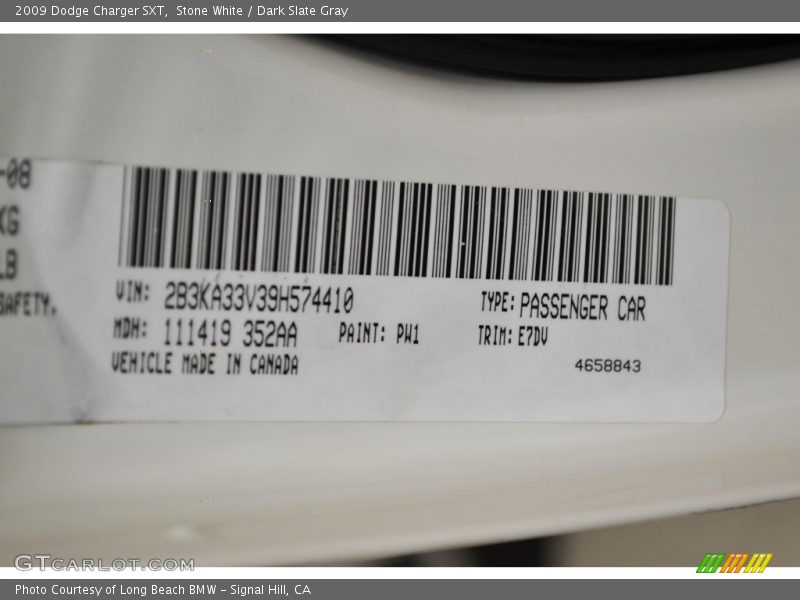 2009 Dodge Charger SXT, Stone White / Dark Slate Gray
-08
KG
LB
SAFETY.
VIN: 2B3KA33V39H574410 TYPE: PASSENGER CAR
MDH: 111419 352AA PAINT: PW1 TRIM: E7DV
VEHICLE MADE IN CANADA 4658843
GTCARLOT.COM
Photo Courtesy of Long Beach BMW - Signal Hill, CA